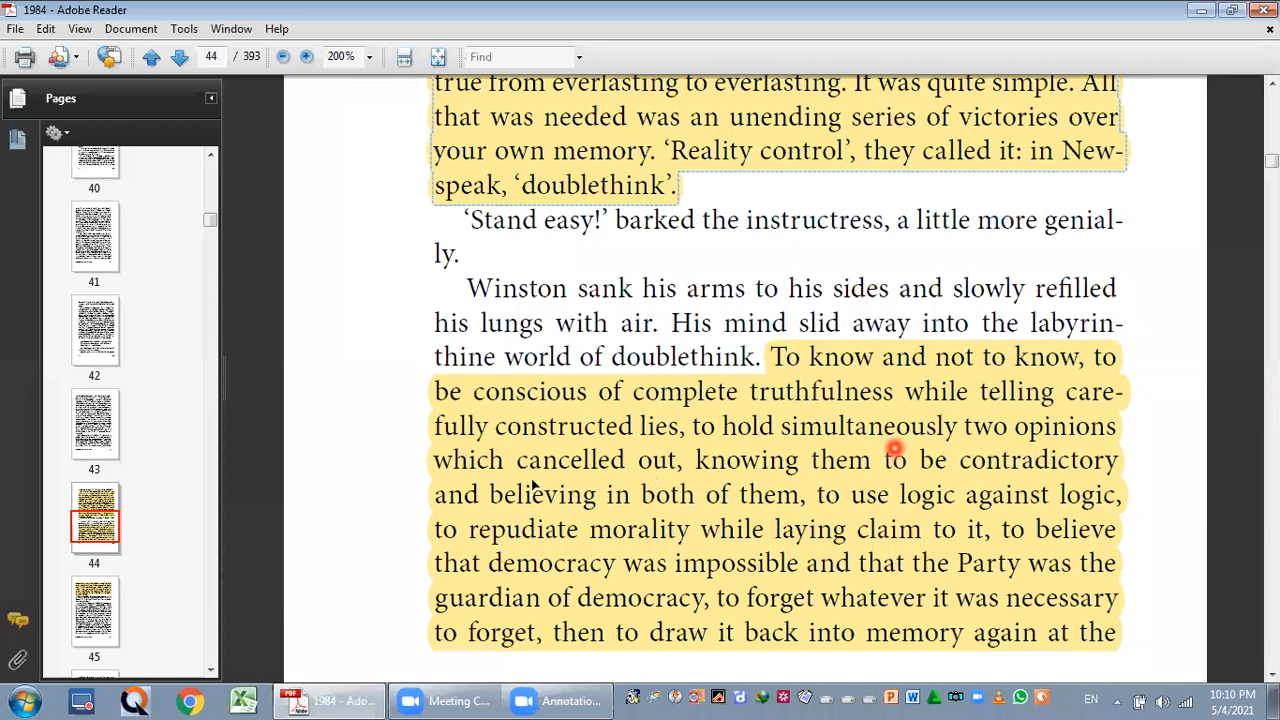 1984 - Adobe Reader
File Edit View Document Tools Window Help
44 / 393 200% Find
Pages
40
41
42
43
44
45
true from everlasting to everlasting. It was quite simple. All
that was needed was an unending series of victories over
your own memory. ‘Reality control’, they called it: in New-
speak, ‘doublethink’.
‘Stand easy!’ barked the instructress, a little more genial-
ly.
Winston sank his arms to his sides and slowly refilled
his lungs with air. His mind slid away into the labyrin-
thine world of doublethink. To know and not to know, to
be conscious of complete truthfulness while telling care-
fully constructed lies, to hold simultaneously two opinions
which cancelled out, knowing them to be contradictory
and believing in both of them, to use logic against logic,
to repudiate morality while laying claim to it, to believe
that democracy was impossible and that the Party was the
guardian of democracy, to forget whatever it was necessary
to forget, then to draw it back into memory again at the
1984 - Ado... Meeting C... Annotatio... EN 10:10 PM
5/4/2021